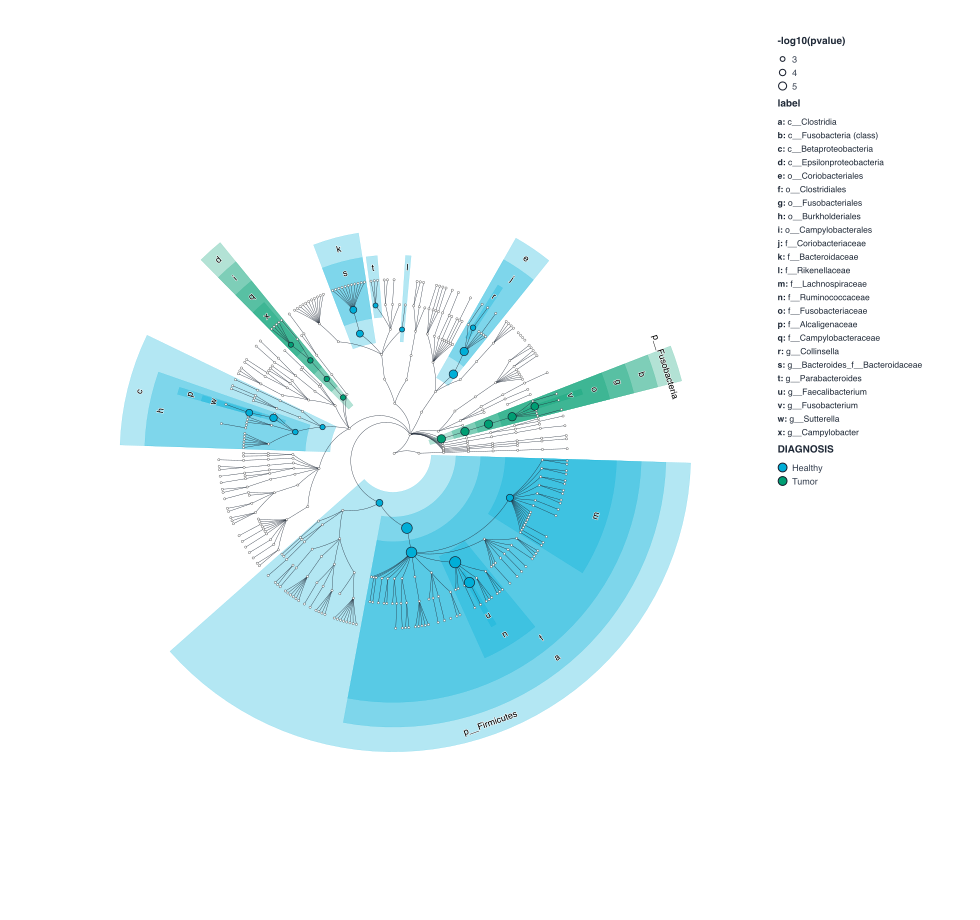 -log10(pvalue)
3
4
5
label
a: c__Clostridia
b: c__Fusobacteria (class)
c: c__Betaproteobacteria
d: c__Epsilonproteobacteria
e: o__Coriobacteriales
f: o__Clostridiales
g: o__Fusobacteriales
h: o__Burkholderiales
i: o__Campylobacterales
j: f__Coriobacteriaceae
k: f__Bacteroidaceae
l: f__Rikenellaceae
m: f__Lachnospiraceae
n: f__Ruminococcaceae
o: f__Fusobacteriaceae
p: f__Alcaligenaceae
q: f__Campylobacteraceae
r: g__Collinsella
s: g__Bacteroides_f__Bacteroidaceae
t: g__Parabacteroides
u: g__Faecalibacterium
v: g__Fusobacterium
w: g__Sutterella
x: g__Campylobacter
DIAGNOSIS
Healthy
Tumor
d
i
q
x
k
s
t
l
e
j
r
p__Fusobacteria
b
g
o
v
c
h
p
w
m
u
n
f
a
p__Firmicutes